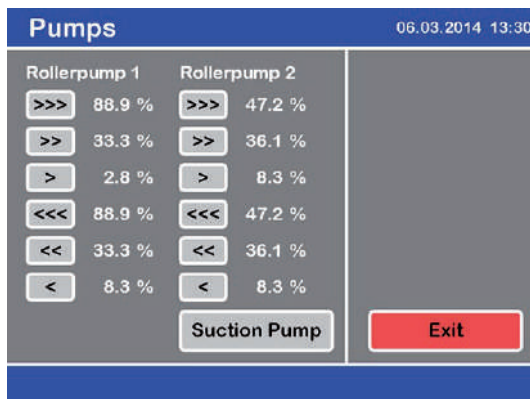 Pumps 06.03.2014 13:30
Rollerpump 1 Rollerpump 2
>>> 88.9 % >>> 47.2 %
>> 33.3 % >> 36.1 %
> 2.8 % > 8.3 %
<<< 88.9 % <<< 47.2 %
<< 33.3 % << 36.1 %
< 8.3 % < 8.3 %
Suction Pump Exit